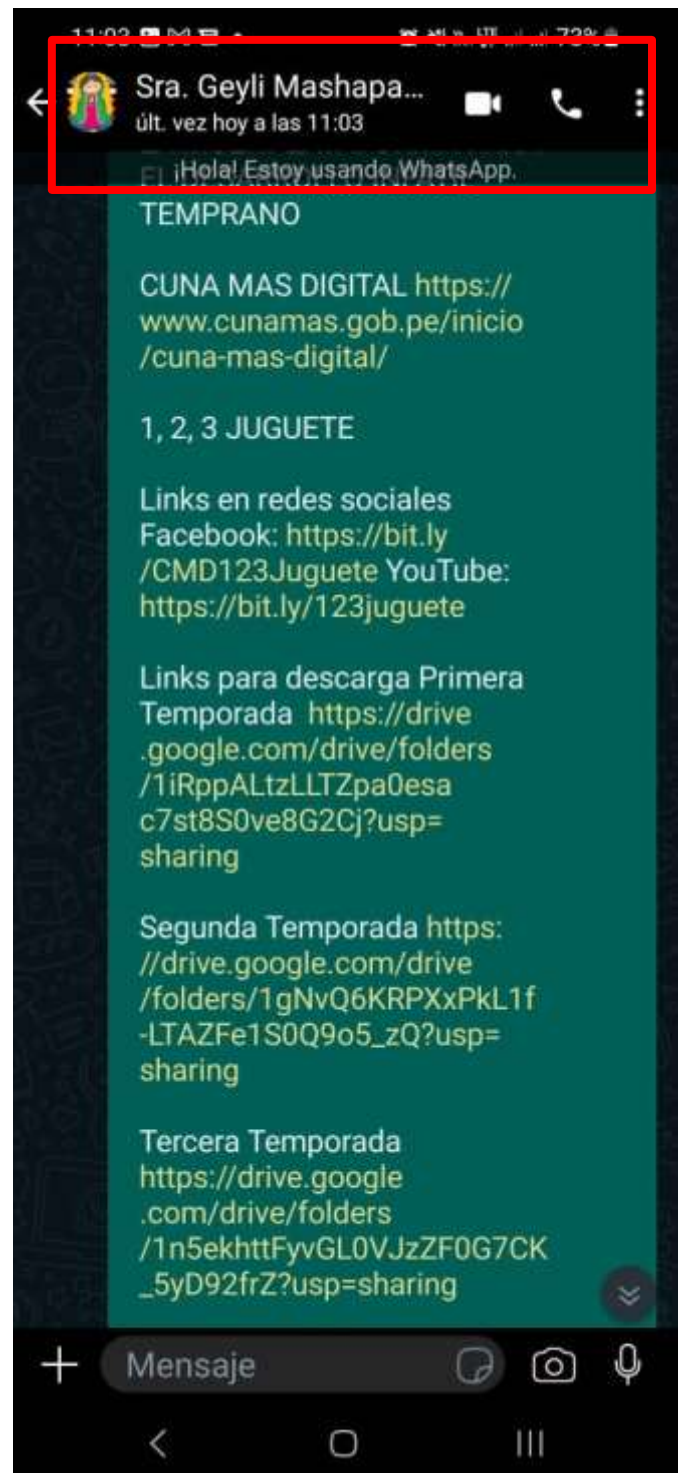 11:03
73%
Sra. Geyli Mashapa...
últ. vez hoy a las 11:03
¡Hola! Estoy usando WhatsApp.
TEMPRANO
CUNA MAS DIGITAL https://
www.cunamas.gob.pe/inicio
/cuna-mas-digital/
1, 2, 3 JUGUETE
Links en redes sociales
Facebook: https://bit.ly
/CMD123Juguete YouTube:
https://bit.ly/123juguete
Links para descarga Primera
Temporada https://drive
.google.com/drive/folders
/1iRppALtzLLTZpa0esa
c7st8S0ve8G2Cj?usp=
sharing
Segunda Temporada https:
//drive.google.com/drive
/folders/1gNvQ6KRPXxPkL1f
-LTAZFe1S0Q9o5_zQ?usp=
sharing
Tercera Temporada
https://drive.google
.com/drive/folders
/1n5ekhttFyvGL0VJzZF0G7CK
_5yD92frZ?usp=sharing
Mensaje